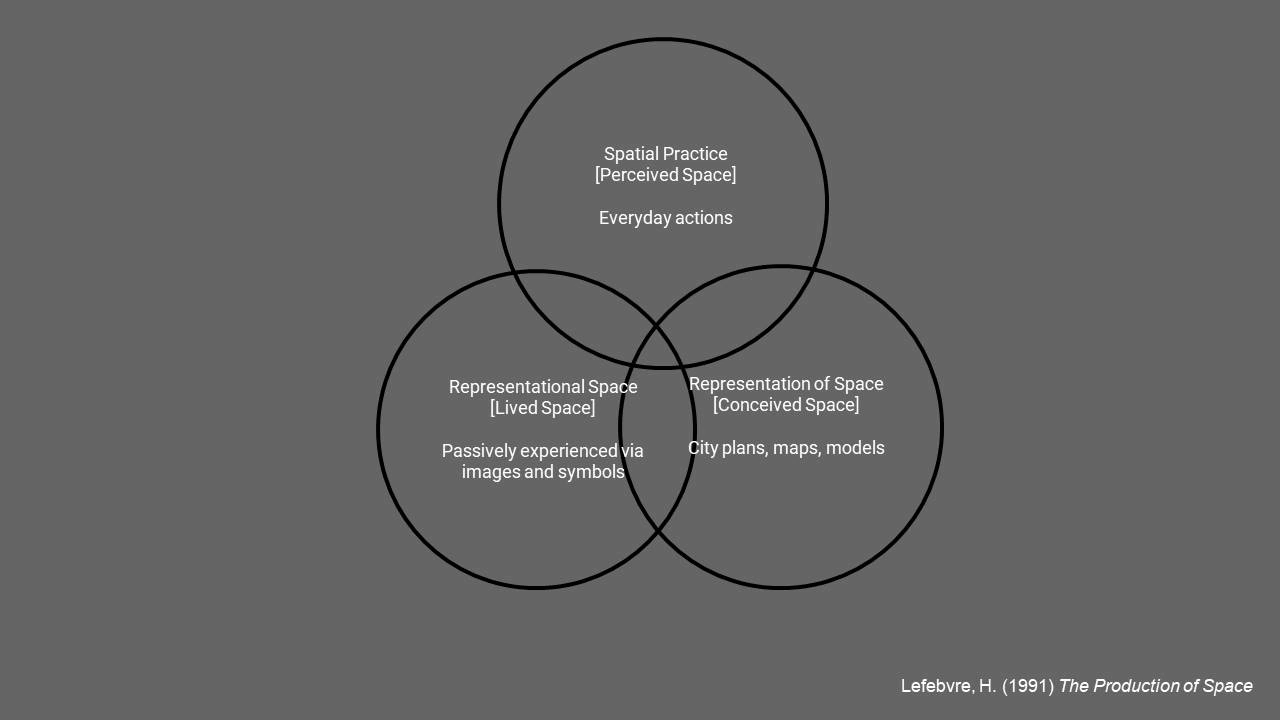 Spatial Practice
[Perceived Space]
Everyday actions
Representational Space
[Lived Space]
Passively experienced via
images and symbols
Representation of Space
[Conceived Space]
City plans, maps, models
Lefebvre, H. (1991) The Production of Space